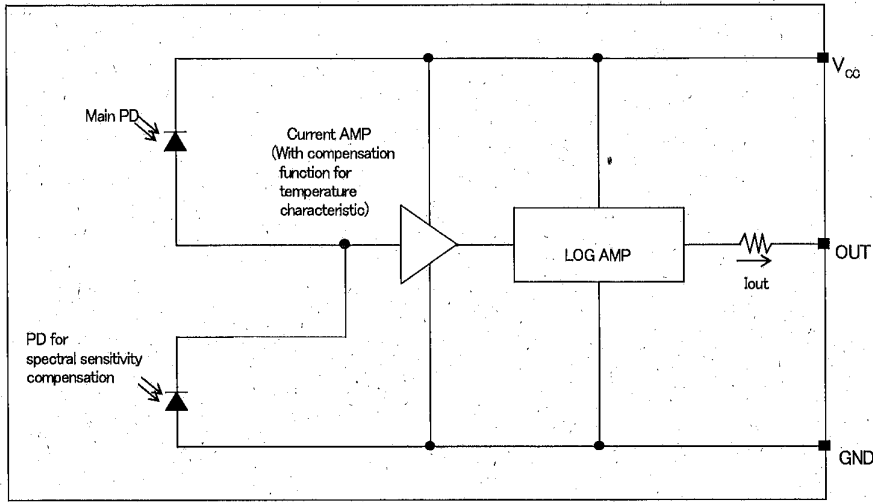 Vcc
Main PD
Current AMP
(With compensation
function for
temperature
characteristic)
LOG AMP
OUT
Iout
PD for
spectral sensitivity
compensation
GND